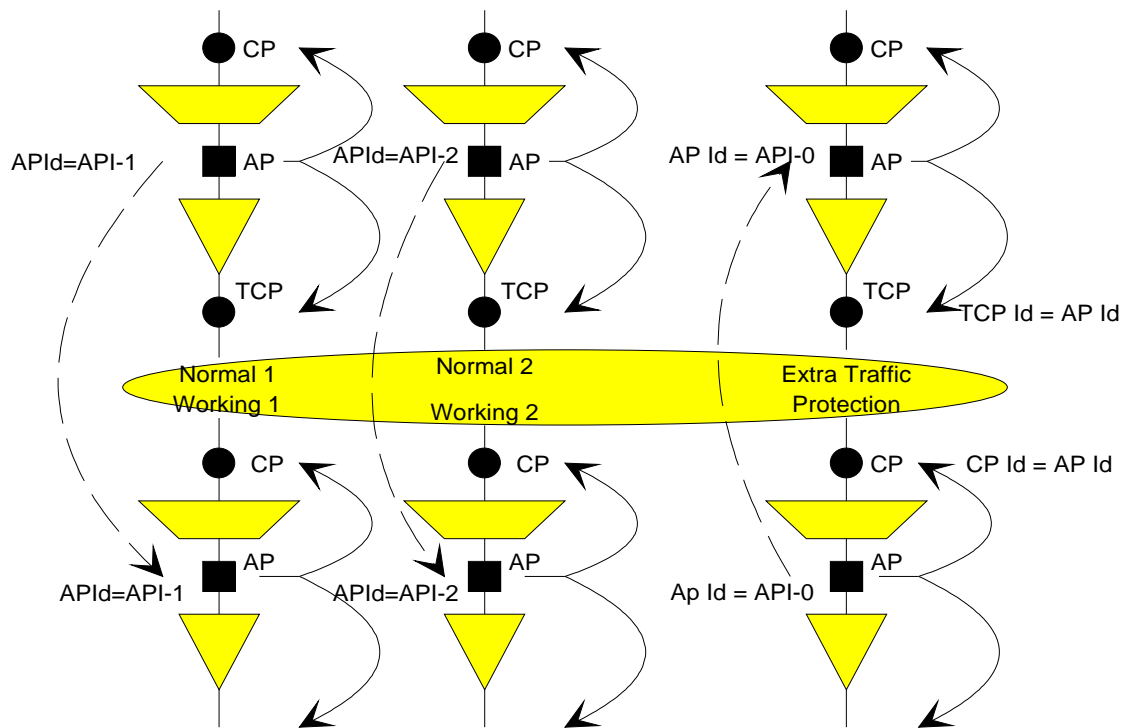 CP
CP
CP
APId=API-1
AP
APId=API-2
AP
AP Id = API-0
AP
TCP
TCP
TCP
TCP Id = AP Id
Normal 1
Working 1
Normal 2
Working 2
Extra Traffic
Protection
CP
CP
CP
CP Id = AP Id
AP
AP
AP
APId=API-1
APId=API-2
Ap Id = API-0